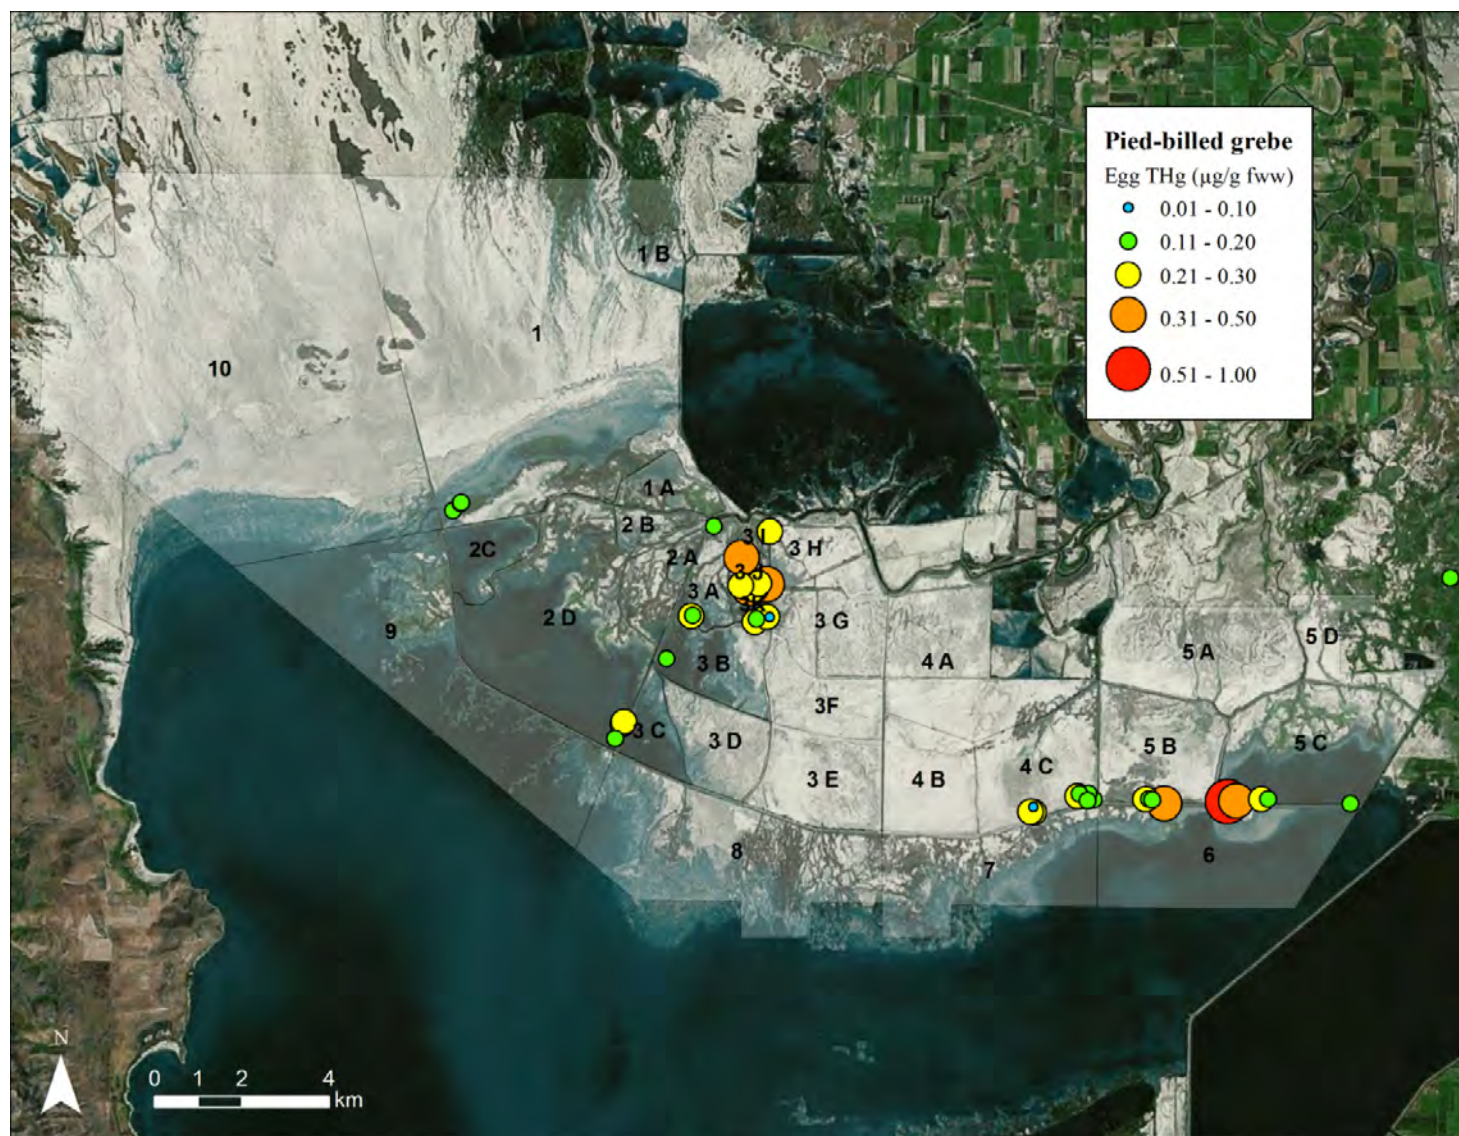 Pied-billed grebe
Egg THg (µg/g fww)
0.01 - 0.10
0.11 - 0.20
0.21 - 0.30
0.31 - 0.50
0.51 - 1.00
1 B
1
10
1 A
2 B
2C
3 I
3 H
2 A
3 A
2 D
9
3 G
3 B
4 A
5 A
5 D
3F
3 C
3 D
5 B
5 C
3 E
4 B
4 C
8
7
6
N
0 1 2 4
km